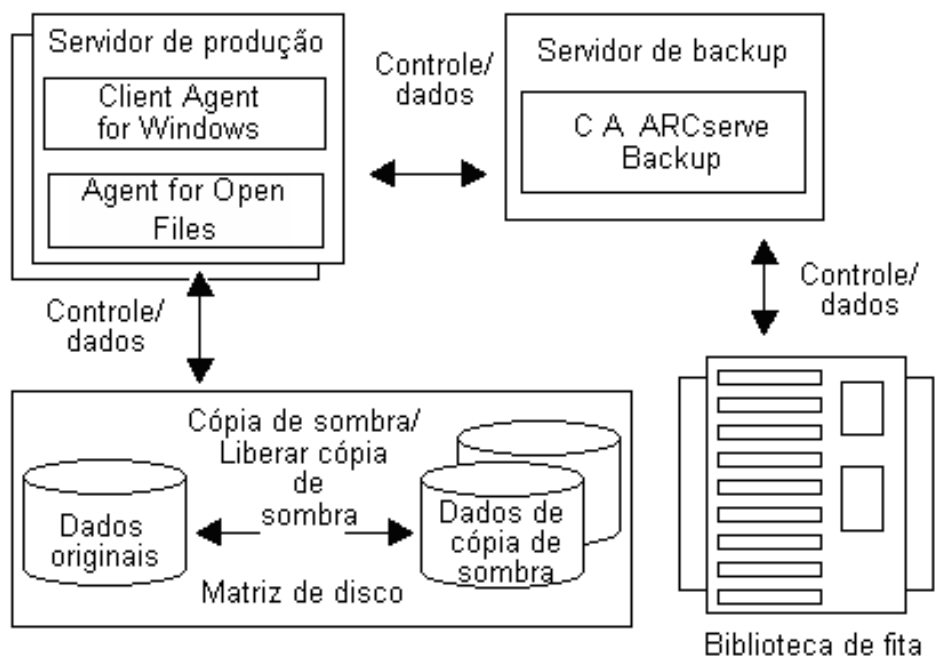 Servidor de produção
Client Agent
for Windows
Agent for Open
Files
Controle/
dados
Servidor de backup
C A ARCserve
Backup
Controle/
dados
Controle/
dados
Cópia de sombra/
Liberar cópia
de
sombra
Dados
originais
Dados de
cópia de
sombra
Matriz de disco
Biblioteca de fita